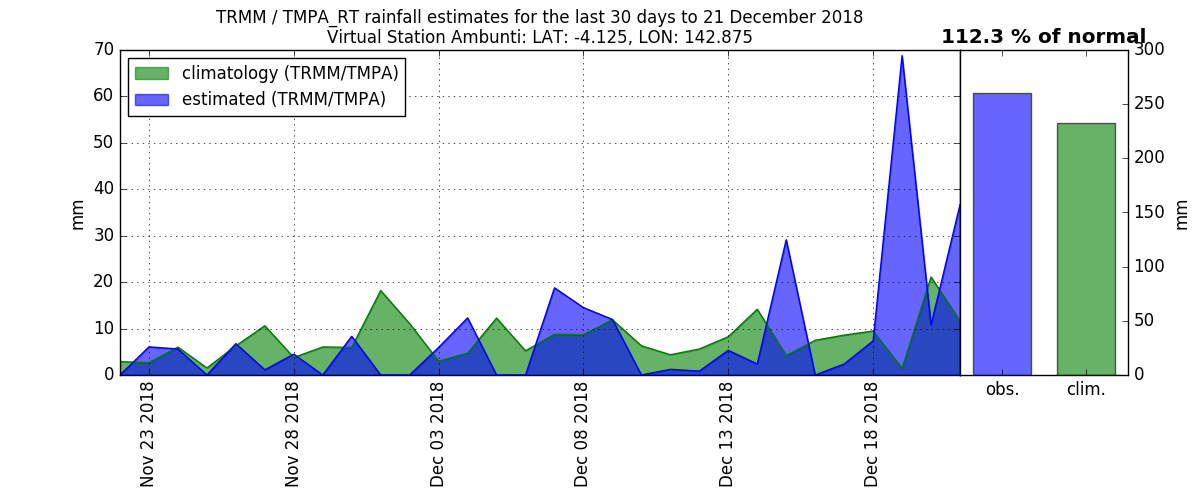 TRMM / TMPA_RT rainfall estimates for the last 30 days to 21 December 2018
Virtual Station Ambunti: LAT: -4.125, LON: 142.875
112.3 % of normal
climatology (TRMM/TMPA)
estimated (TRMM/TMPA)
70
60
50
40
30
20
10
0
mm
300
250
200
150
100
50
0
mm
Nov 23 2018
Nov 28 2018
Dec 03 2018
Dec 08 2018
Dec 13 2018
Dec 18 2018
obs.
clim.